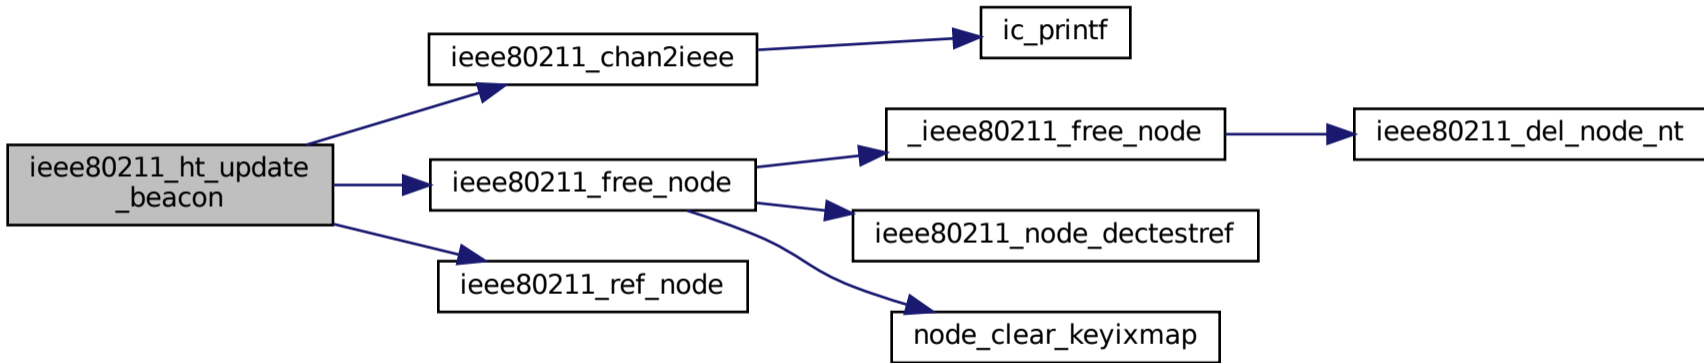 ieee80211_ht_update
_beacon
ieee80211_chan2ieee
ic_printf
ieee80211_free_node
_ieee80211_free_node
ieee80211_del_node_nt
ieee80211_node_dectestref
node_clear_keyixmap
ieee80211_ref_node